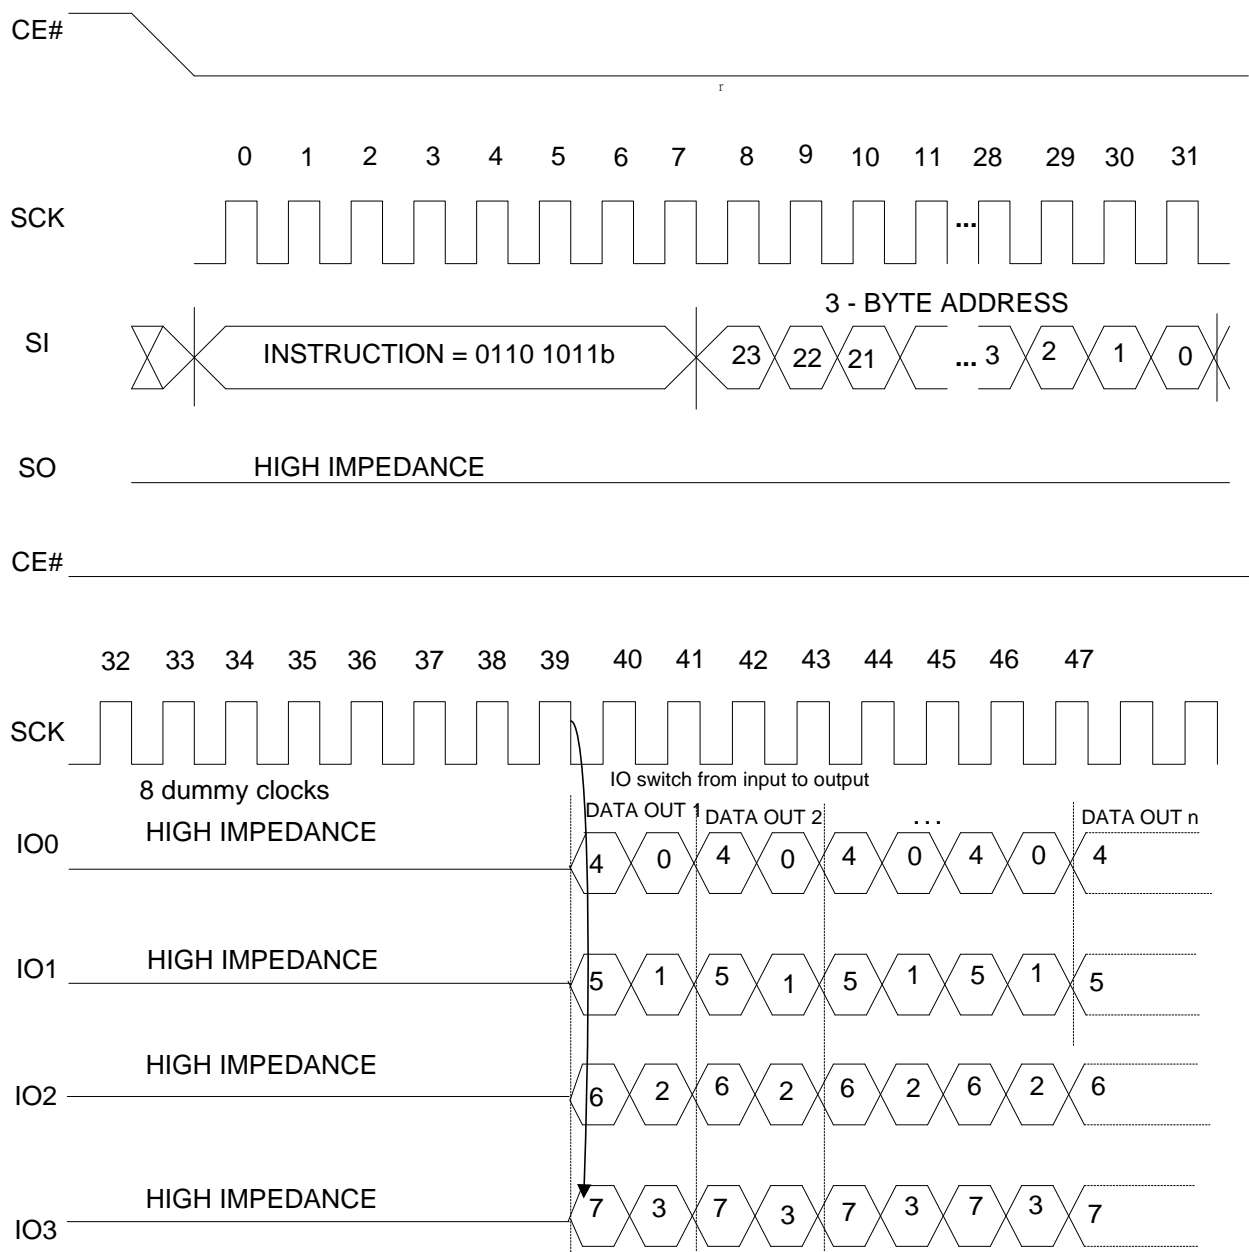 CE#
r
0 1 2 3 4 5 6 7 8 9 10 11 28 29 30 31
SCK ...
3 - BYTE ADDRESS
SI INSTRUCTION = 0110 1011b 23 22 21 ... 3 2 1 0
SO HIGH IMPEDANCE
CE#
32 33 34 35 36 37 38 39 40 41 42 43 44 45 46 47
SCK
8 dummy clocks IO switch from input to output
DATA OUT 1 DATA OUT 2 ... DATA OUT n
IO0 HIGH IMPEDANCE 4 0 4 0 4 0 4 0 4
IO1 HIGH IMPEDANCE 5 1 5 1 5 1 5 1 5
IO2 HIGH IMPEDANCE 6 2 6 2 6 2 6 2 6
IO3 HIGH IMPEDANCE 7 3 7 3 7 3 7 3 7